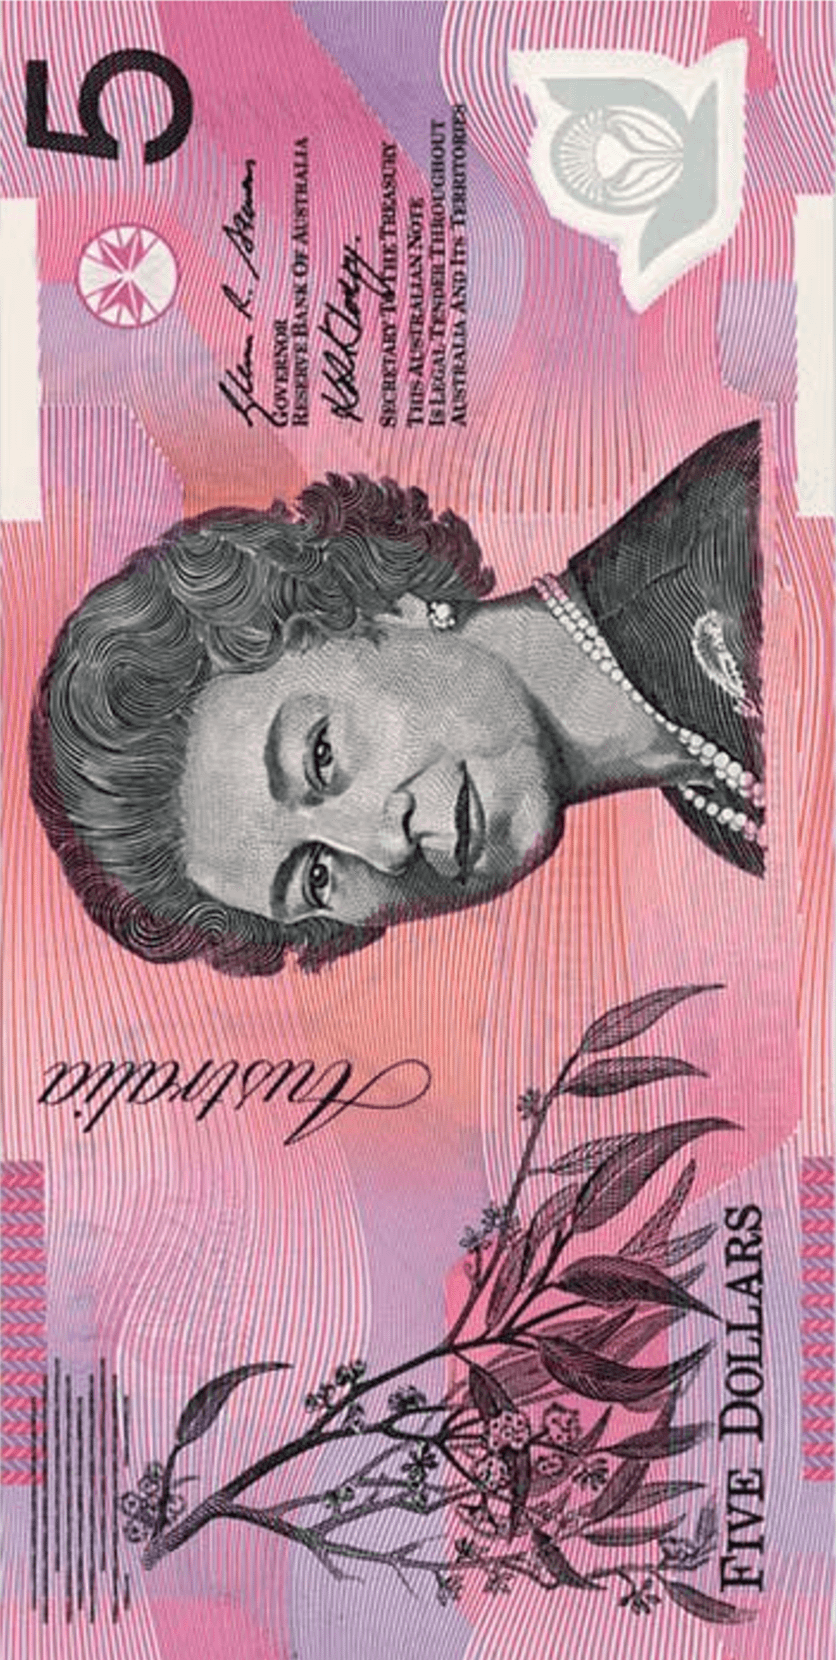 5
Australia
Glenn R. Stevens
GOVERNOR
RESERVE BANK OF AUSTRALIA
SECRETARY TO THE TREASURY
THIS AUSTRALIAN NOTE
IS LEGAL TENDER THROUGHOUT
AUSTRALIA AND ITS TERRITORIES
FIVE DOLLARS